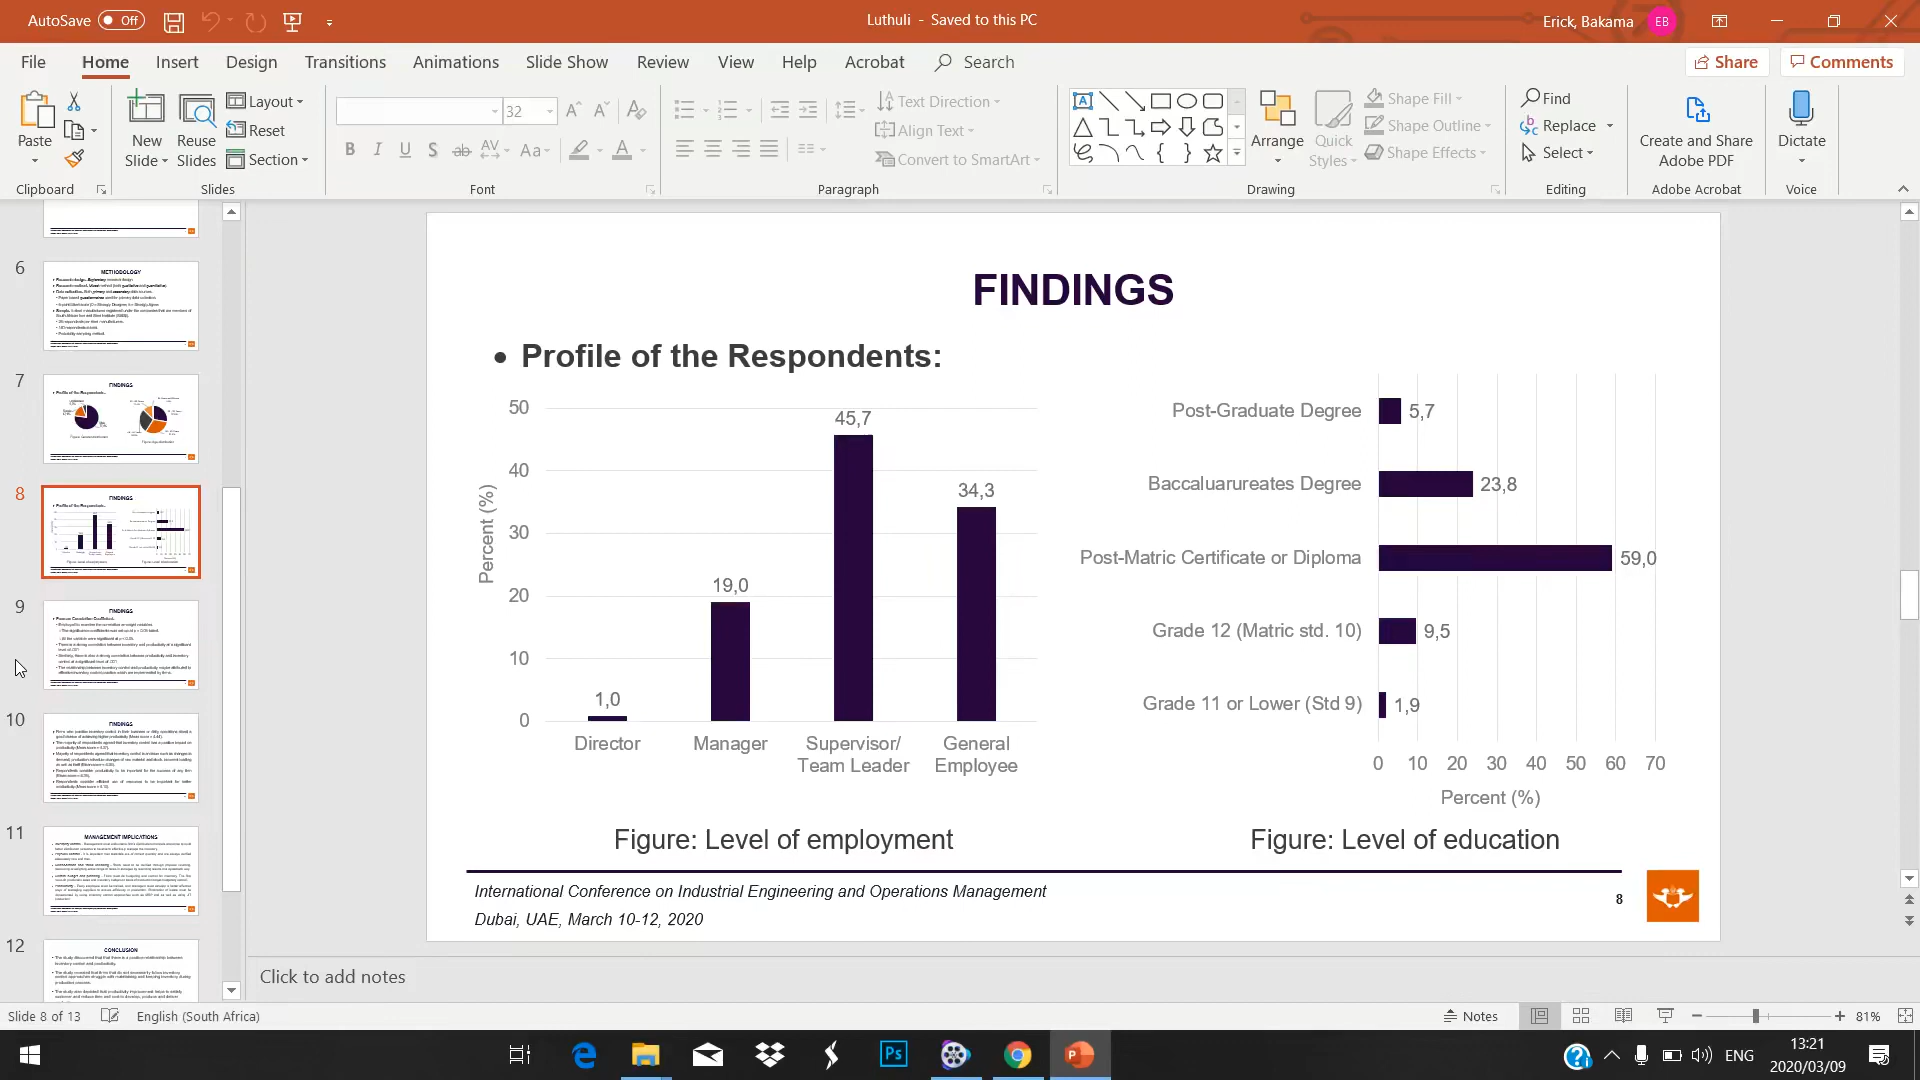 AutoSave Off
Luthuli - Saved to this PC
Erick, Bakama EB
File Home Insert Design Transitions Animations Slide Show Review View Help Acrobat Search
Share Comments
Paste
New Slide
Reuse Slides
Layout
Reset
Section
32
Text Direction
Align Text
Convert to SmartArt
Arrange
Quick Styles
Shape Fill
Shape Outline
Shape Effects
Find
Replace
Select
Create and Share Adobe PDF
Dictate
Clipboard Slides Font Paragraph Drawing Editing Adobe Acrobat Voice
6
METHODOLOGY
7
FINDINGS
8
FINDINGS
9
FINDINGS
10
FINDINGS
11
MANAGEMENT IMPLICATIONS
12
CONCLUSION
FINDINGS
• Profile of the Respondents:
Percent (%)
50
40
30
20
10
0
1,0
19,0
45,7
34,3
Director
Manager
Supervisor/
Team Leader
General
Employee
Figure: Level of employment
Post-Graduate Degree 5,7
Baccaluarureates Degree 23,8
Post-Matric Certificate or Diploma 59,0
Grade 12 (Matric std. 10) 9,5
Grade 11 or Lower (Std 9) 1,9
0 10 20 30 40 50 60 70
Percent (%)
Figure: Level of education
International Conference on Industrial Engineering and Operations Management
Dubai, UAE, March 10-12, 2020
8
Click to add notes
Slide 8 of 13 English (South Africa)
Notes
81%
Ps
ENG
13:21
2020/03/09